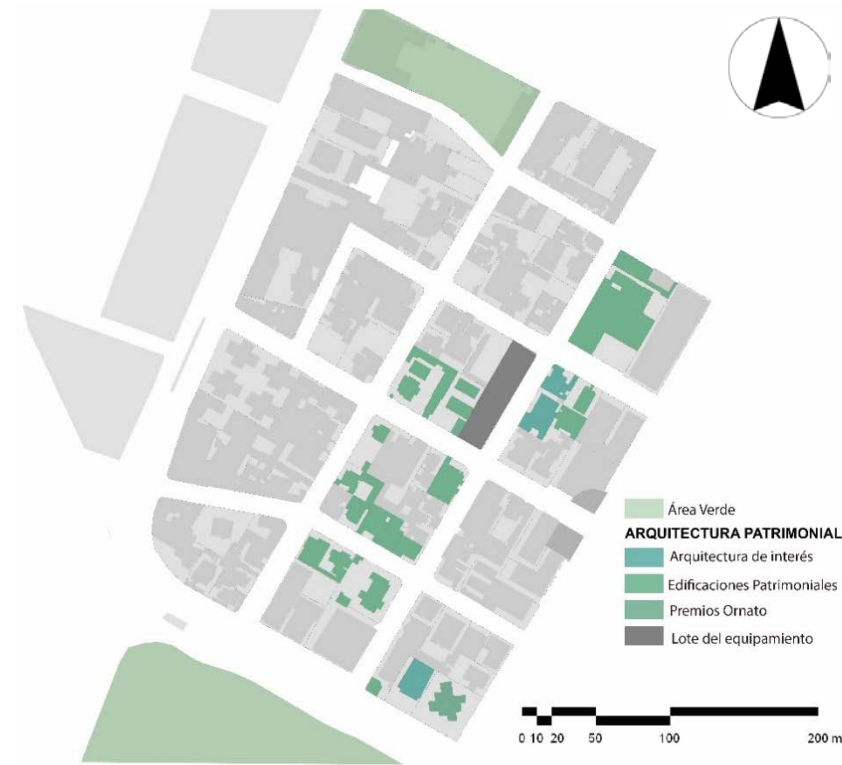 Área Verde
ARQUITECTURA PATRIMONIAL
Arquitectura de interés
Edificaciones Patrimoniales
Premios Ornato
Lote del equipamiento
0 10 20 50 100 200 m